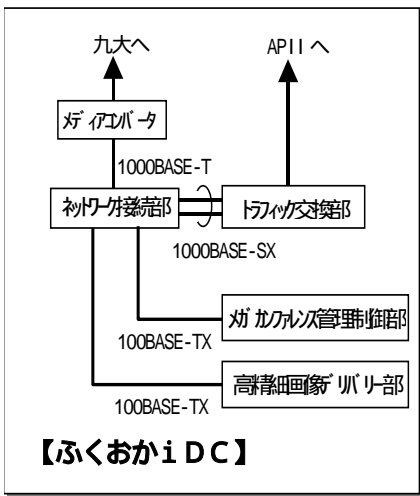 九大へ
APIIへ
メディアコンバータ
1000BASE-T
ネットワーク接続部
トラフィック交換部
1000BASE-SX
メガカンファレンス管理制御部
100BASE-TX
高精細画像デリバリー部
100BASE-TX
【ふくおかiDC】